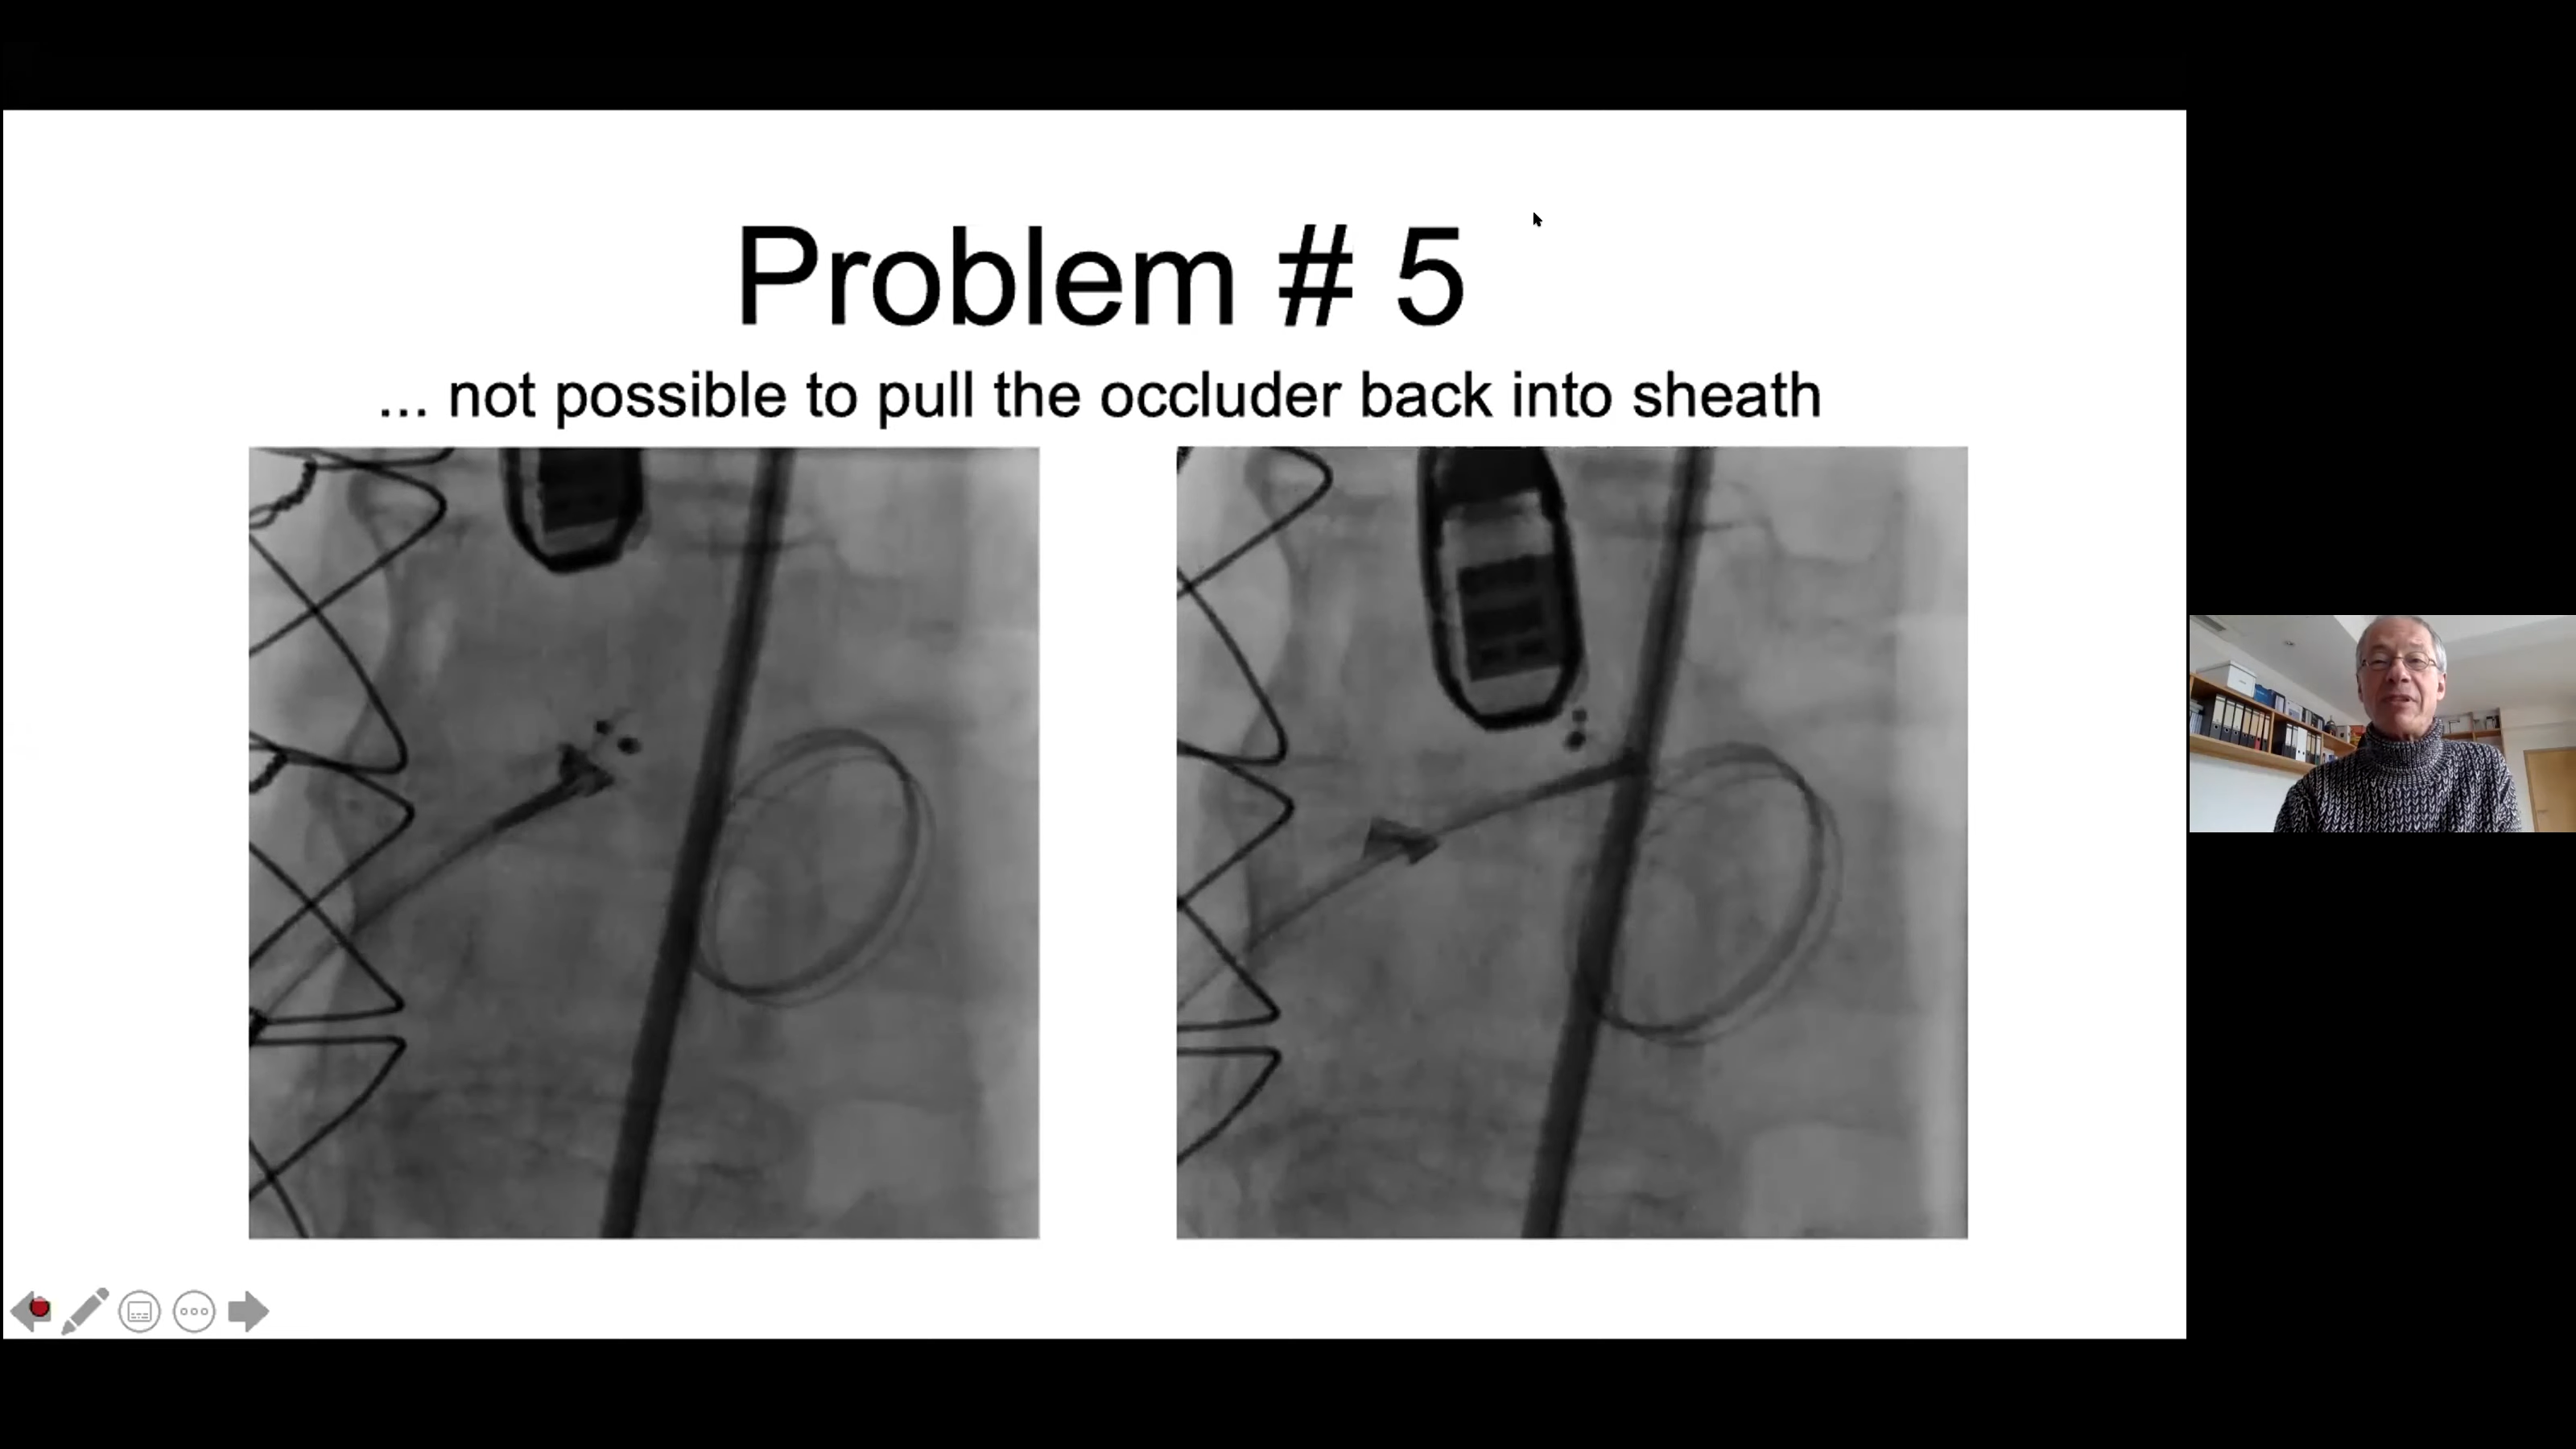 Problem # 5
... not possible to pull the occluder back into sheath